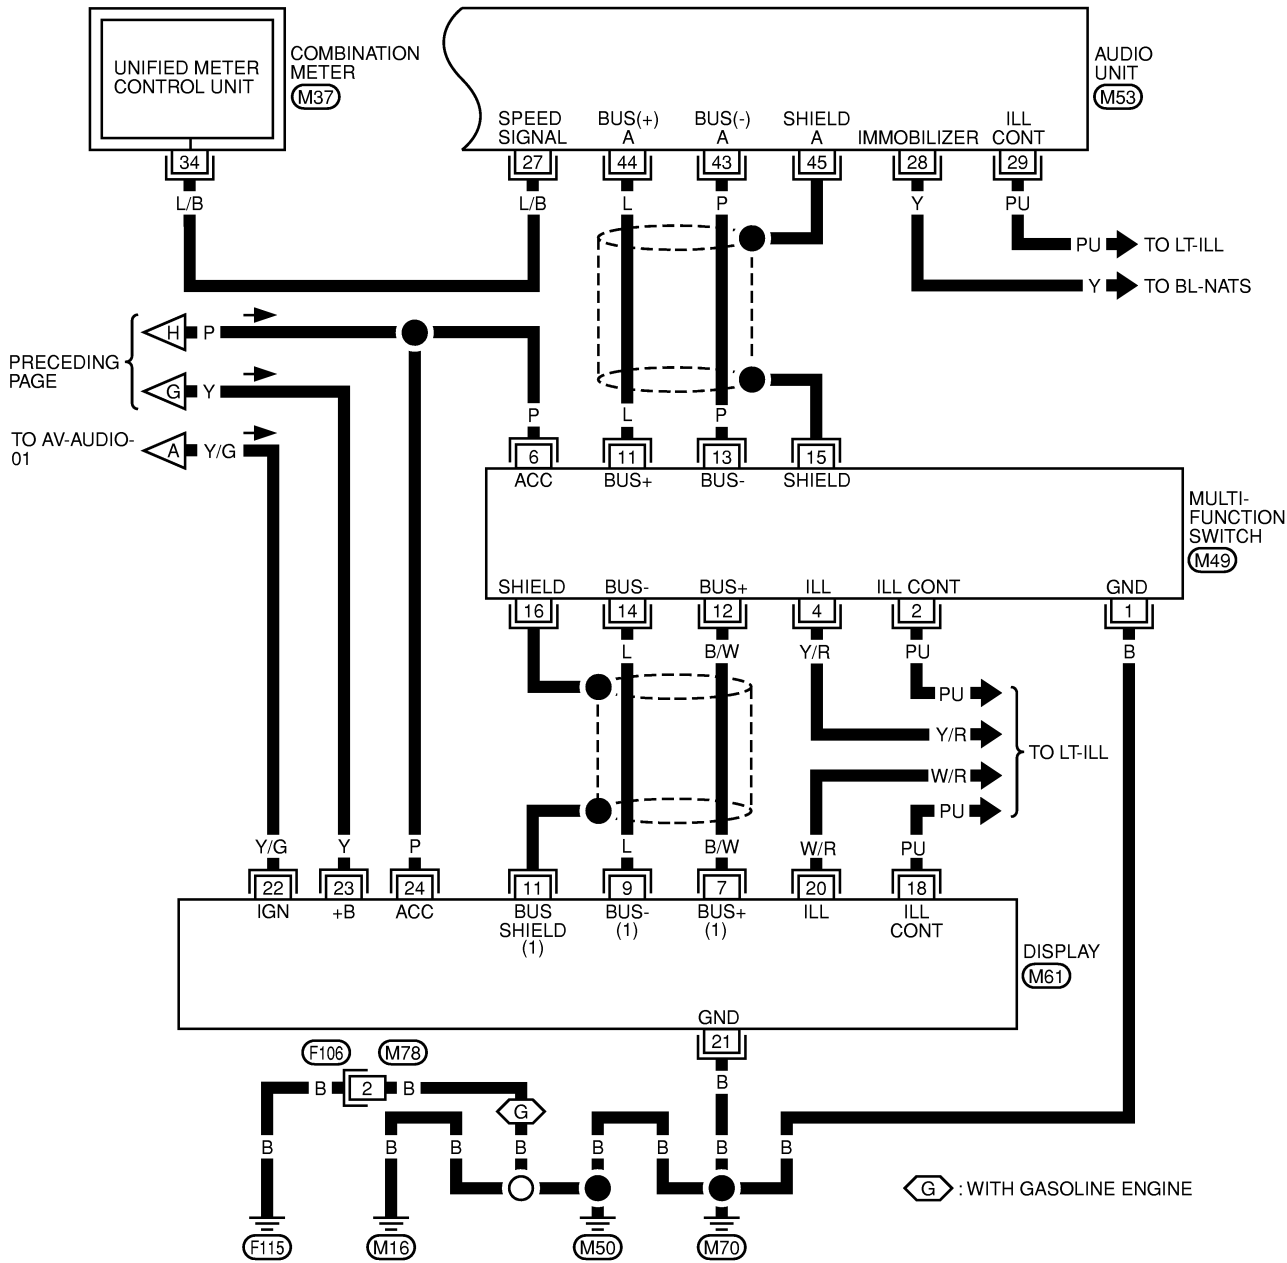 UNIFIED METER
CONTROL UNIT
COMBINATION
METER
M37
AUDIO
UNIT
M53
SPEED
SIGNAL
BUS(+)
A
BUS(-)
A
SHIELD
A
IMMOBILIZER
ILL
CONT
34
27
44
43
45
28
29
L/B
L/B
L
P
Y
PU
PU
TO LT-ILL
Y
TO BL-NATS
PRECEDING
PAGE
H
P
G
Y
TO AV-AUDIO-
01
A
Y/G
P
L
P
6
11
13
15
ACC
BUS+
BUS-
SHIELD
MULTI-
FUNCTION
SWITCH
M49
SHIELD
BUS-
BUS+
ILL
ILL CONT
GND
16
14
12
4
2
1
L
B/W
Y/R
PU
B
PU
Y/R
W/R
PU
TO LT-ILL
Y/G
Y
P
L
B/W
W/R
PU
22
23
24
11
9
7
20
18
IGN
+B
ACC
BUS
SHIELD
(1)
BUS-
(1)
BUS+
(1)
ILL
ILL
CONT
DISPLAY
M61
GND
21
B
F106
M78
B
2
B
G
B
B
B
B
B
B
B
B
G : WITH GASOLINE ENGINE
F115
M16
M50
M70